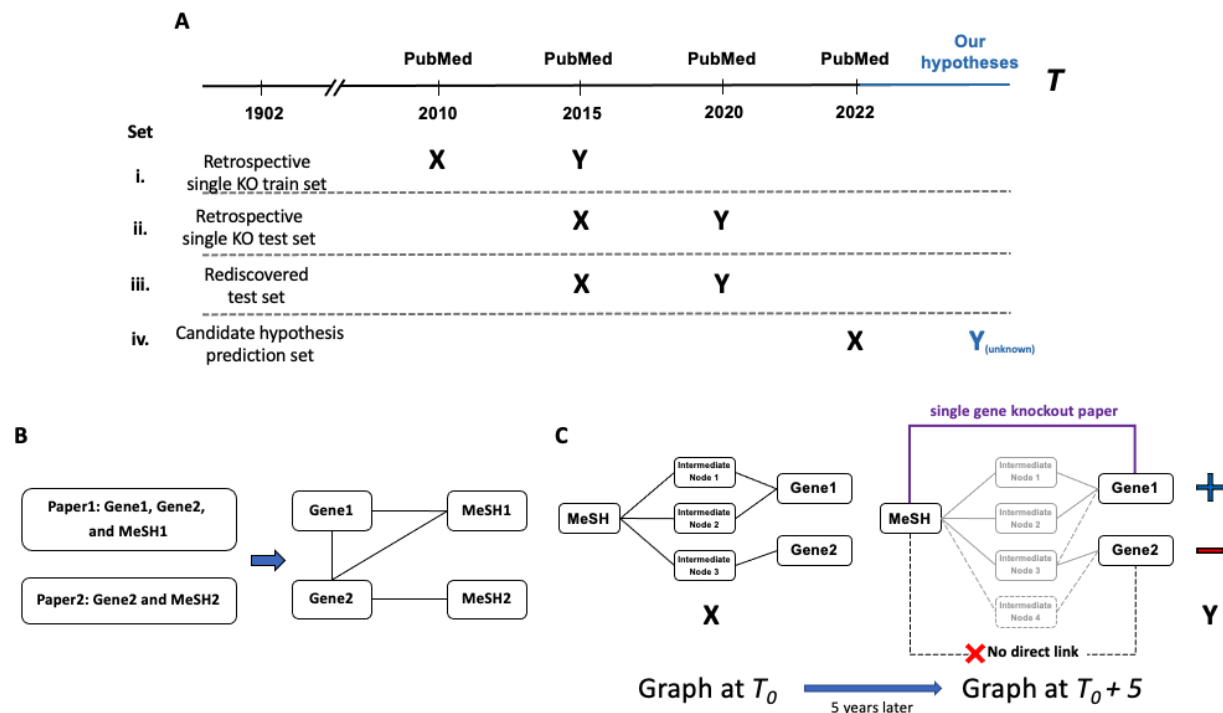 A
PubMed PubMed PubMed PubMed Our
hypotheses
T
1902 2010 2015 2020 2022
Set
i. Retrospective
single KO train set
X Y
ii. Retrospective
single KO test set
X Y
iii. Rediscovered
test set
X Y
iv. Candidate hypothesis
prediction set
X Y (unknown)
B
Paper1: Gene1, Gene2,
and MeSH1
Paper2: Gene2 and MeSH2
Gene1 MeSH1
Gene2 MeSH2
C
MeSH
Intermediate
Node 1
Intermediate
Node 2
Intermediate
Node 3
Gene1
Gene2
X
single gene knockout paper
MeSH
Intermediate
Node 1
Intermediate
Node 2
Intermediate
Node 3
Intermediate
Node 4
Gene1
Gene2
+
−
Y
No direct link
Graph at T0
5 years later
Graph at T0 + 5